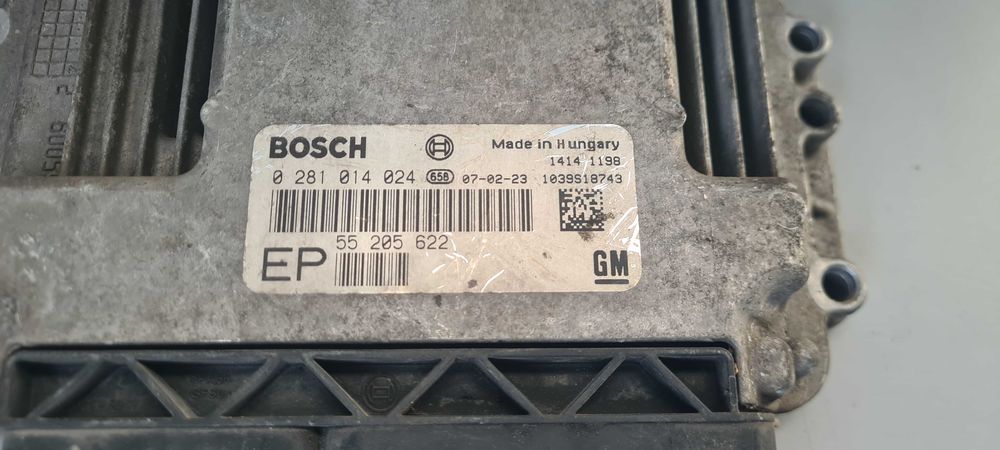 BOSCH
Made in Hungary
1414 1198
0 281 014 024 658 07-02-23 1039S18743
55 205 622
EP
GM